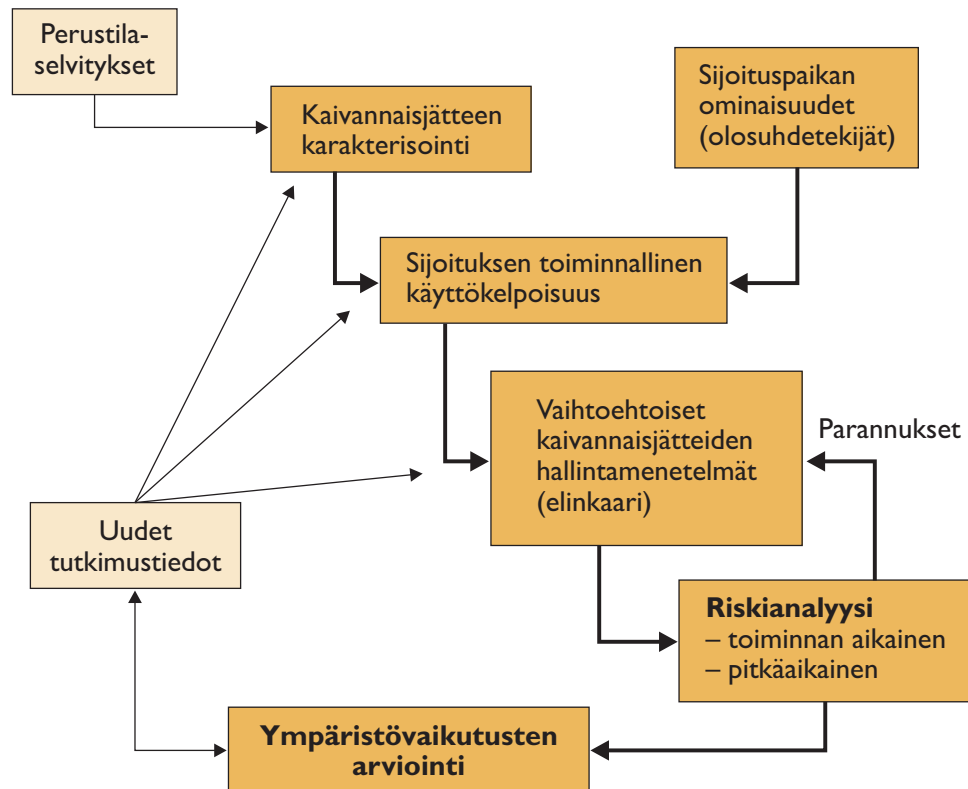 Perustila-
selvitykset
Kaivannaisjätteen
karakterisointi
Sijoituspaikan
ominaisuudet
(olosuhdetekijät)
Sijoituksen toiminnallinen
käyttökelpoisuus
Vaihtoehtoiset
kaivannaisjätteiden
hallintamenetelmät
(elinkaari)
Parannukset
Uudet
tutkimustiedot
Riskianalyysi
– toiminnan aikainen
– pitkäaikainen
Ympäristövaikutusten
arviointi